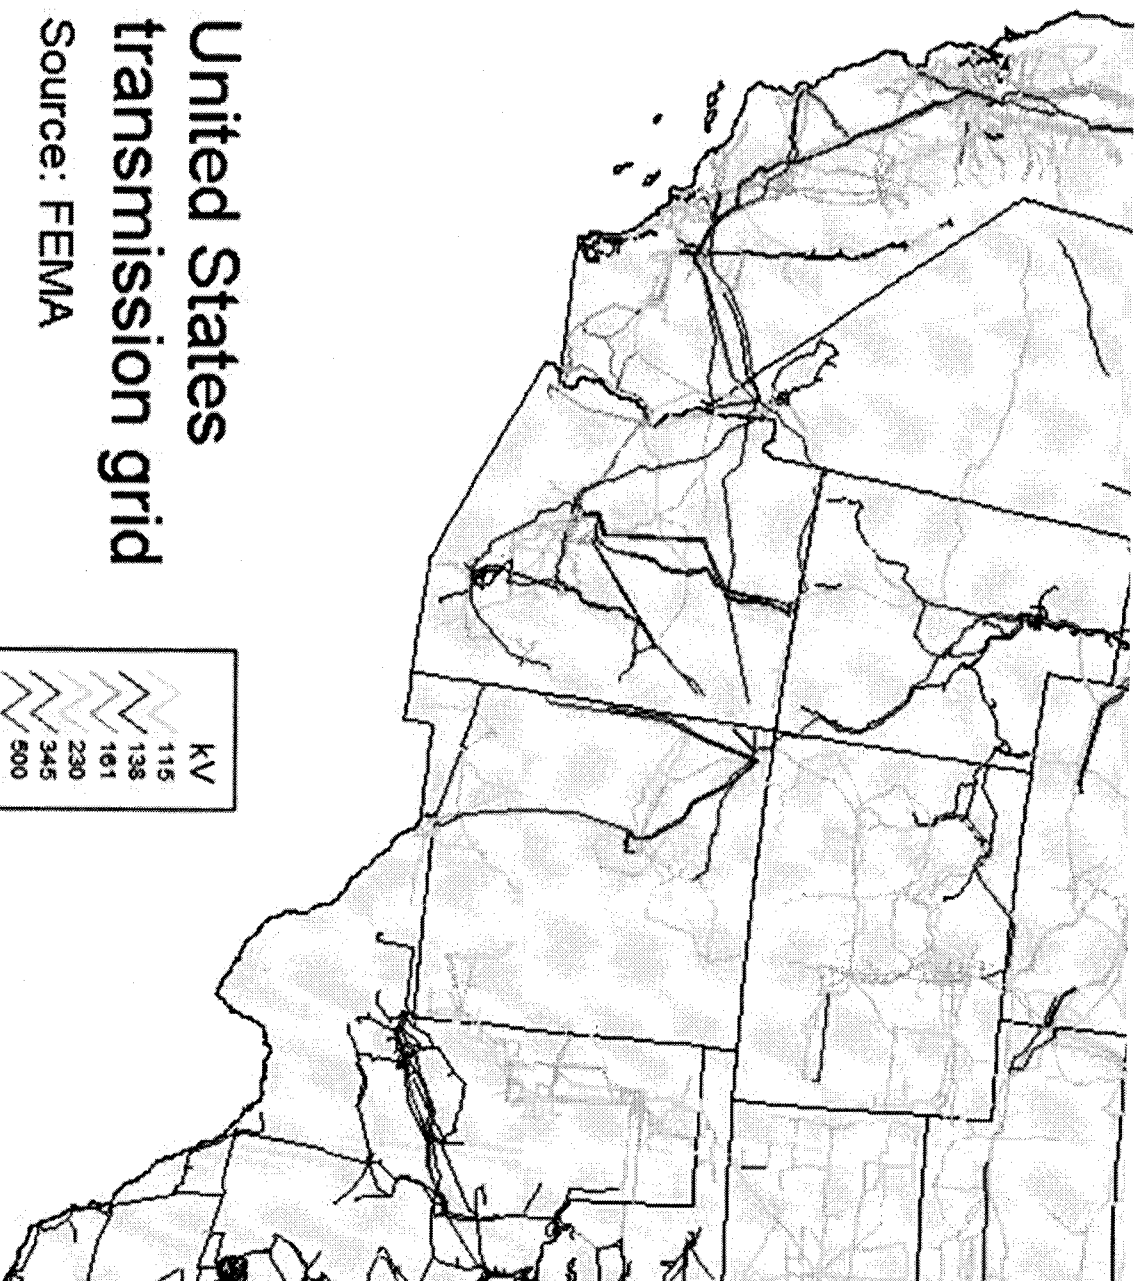 United States
transmission grid
Source: FEMA
kV
115
138
161
230
345
500